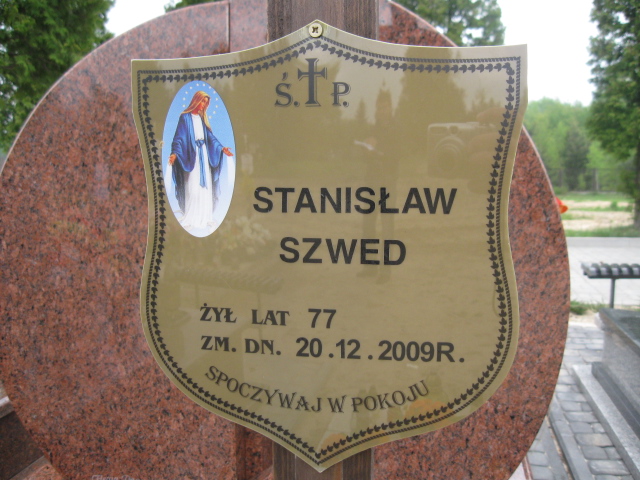 Ś. P.
STANISŁAW
SZWED
ŻYŁ LAT 77
ZM. DN. 20.12.2009R.
SPOCZYWAJ W POKOJU